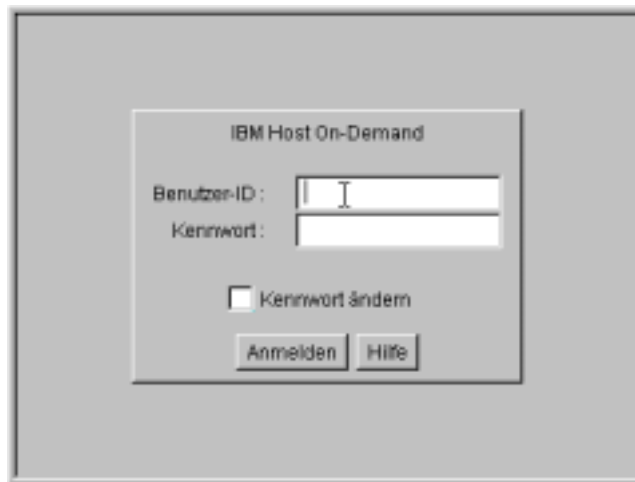 IBM Host On-Demand
Benutzer-ID :
Kennwort :
Kennwort ändern
Anmelden Hilfe